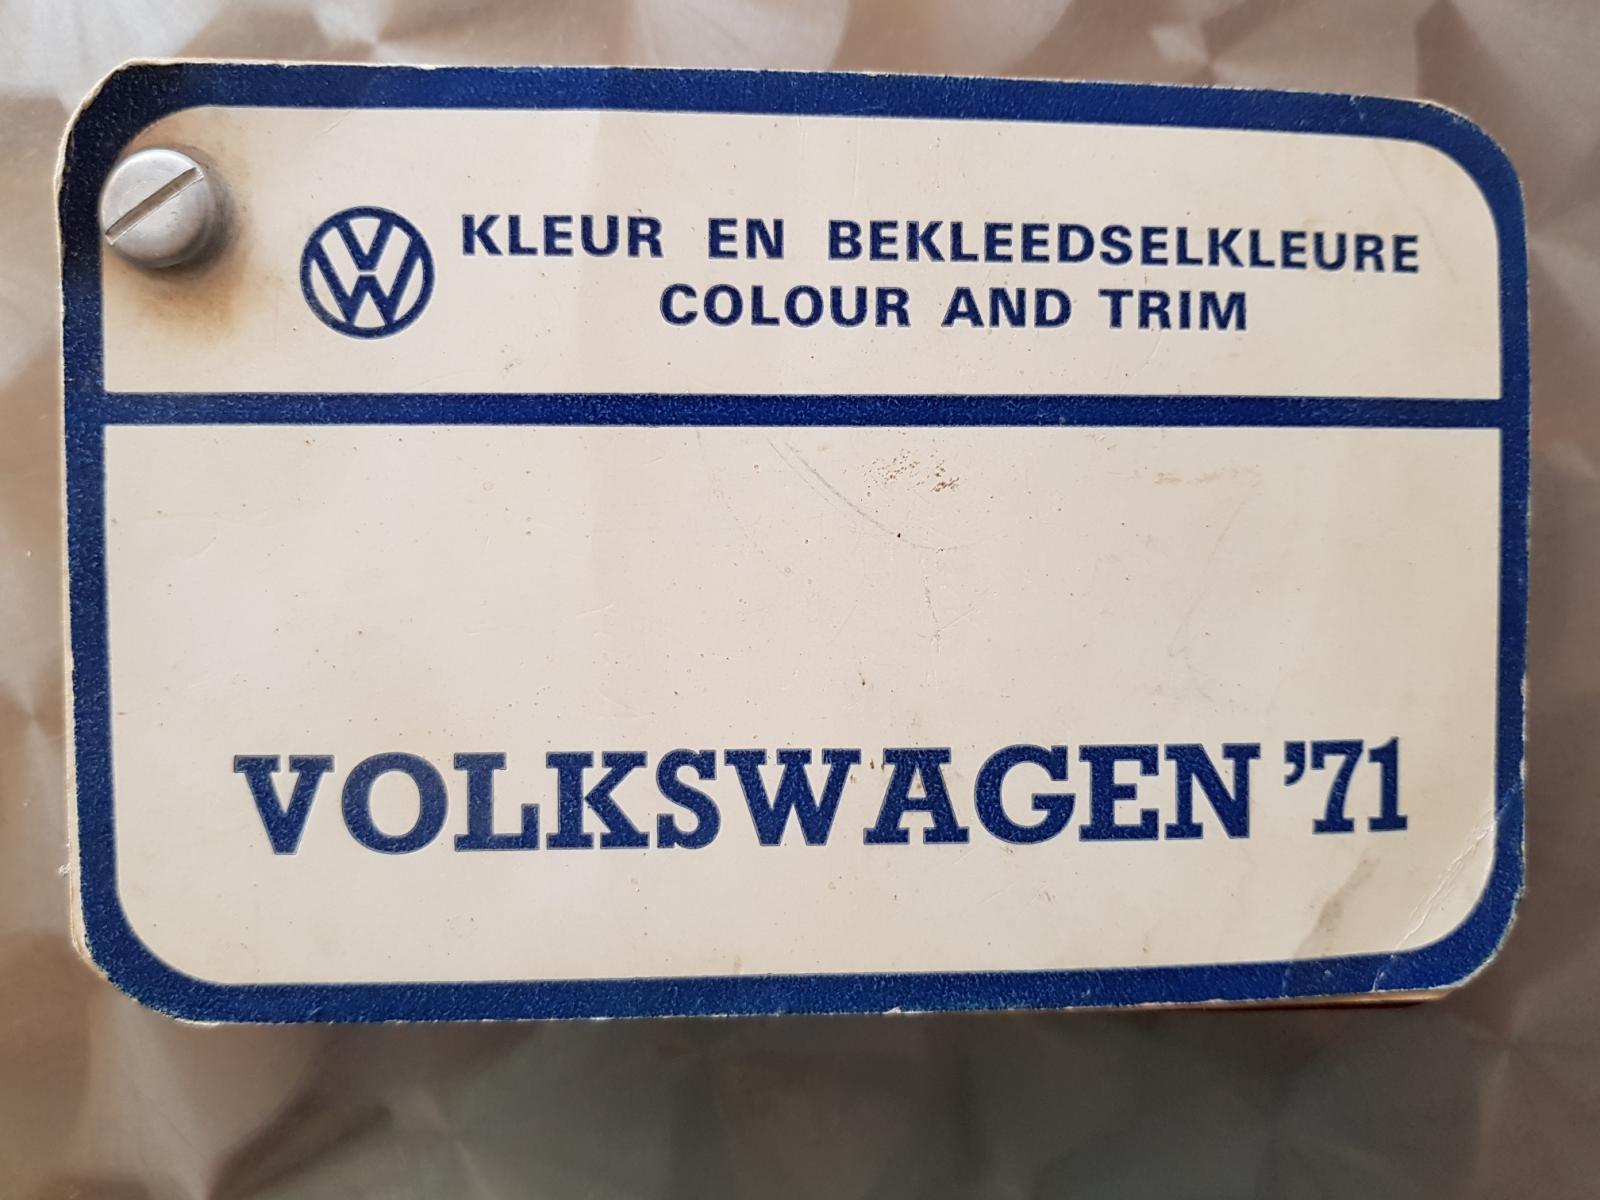 KLEUR EN BEKLEEDSELKLEURE
COLOUR AND TRIM
VOLKSWAGEN '71